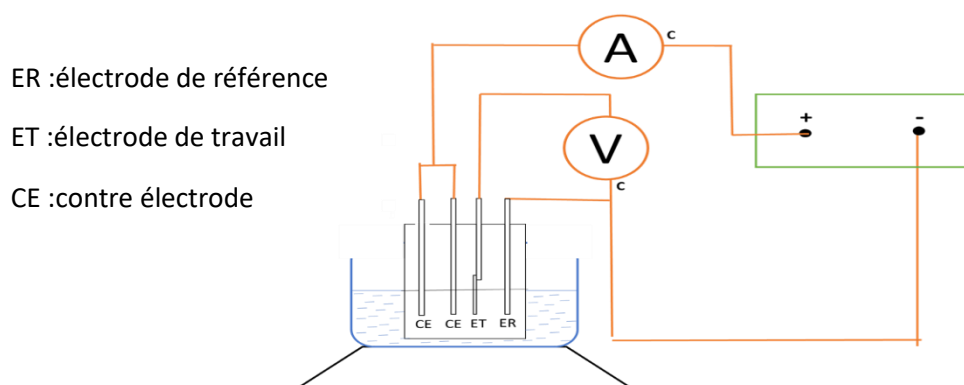 ER :électrode de référence
ET :électrode de travail
CE :contre électrode
A
c
+ -
V
c
CE CE ET ER